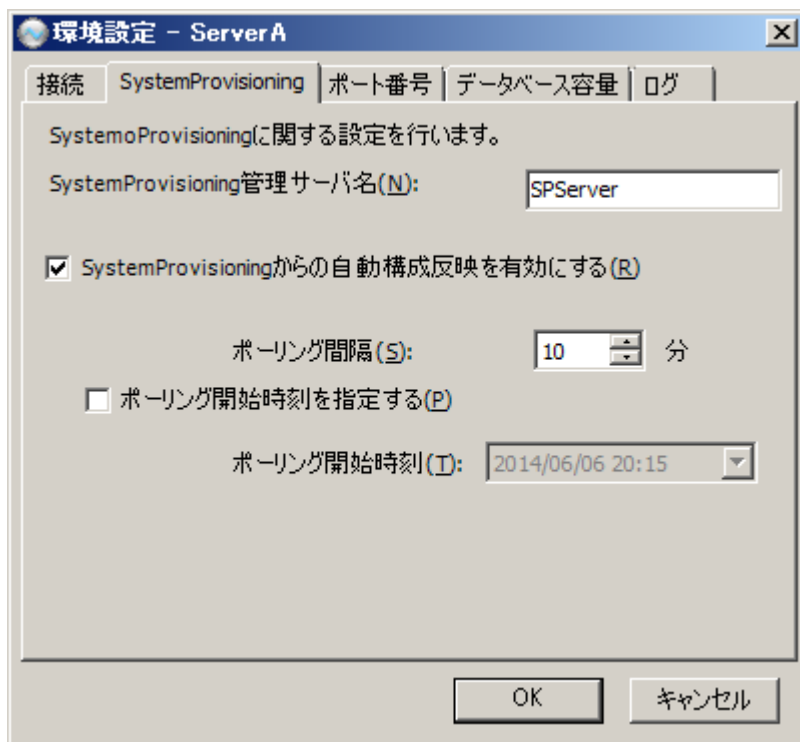 環境設定 - ServerA
接続 SystemProvisioning ポート番号 データベース容量 ログ
SystemoProvisioningに関する設定を行います。
SystemProvisioning管理サーバ名(N): SPServer
SystemProvisioningからの自動構成反映を有効にする(R)
ポーリング間隔(S): 10 分
ポーリング開始時刻を指定する(P)
ポーリング開始時刻(T): 2014/06/06 20:15
OK キャンセル